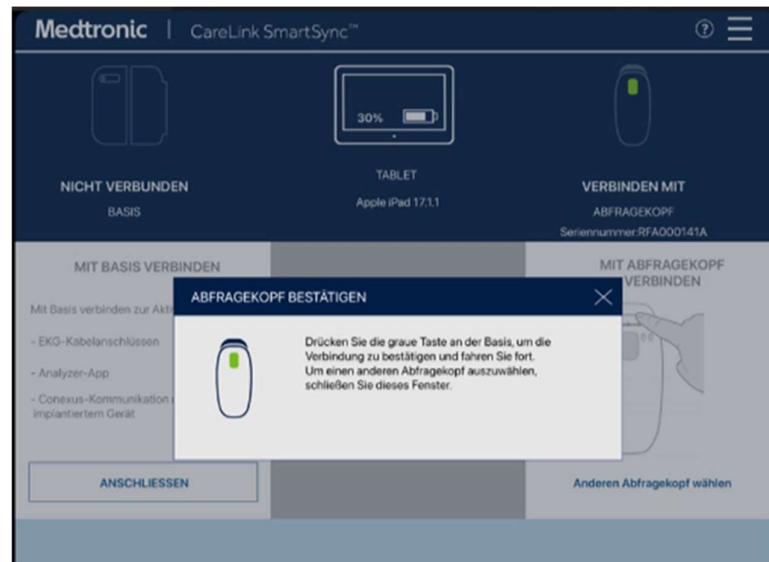 Medtronic | CareLink SmartSync™
?
30%
NICHT VERBUNDEN
BASIS
TABLET
Apple iPad 17.1.1
VERBINDEN MIT
ABFRAGEKOPF
Seriennummer:RFA000141A
MIT BASIS VERBINDEN
Mit Basis verbinden zur Akti
- EKG-Kabelanschlüssen
- Analyzer-App
- Conexus-Kommunikation
implantiertem Gerät
ANSCHLIESSEN
ABFRAGEKOPF BESTÄTIGEN
Drücken Sie die graue Taste an der Basis, um die
Verbindung zu bestätigen und fahren Sie fort.
Um einen anderen Abfragekopf auszuwählen,
schließen Sie dieses Fenster.
MIT ABFRAGEKOPF
VERBINDEN
Anderen Abfragekopf wählen